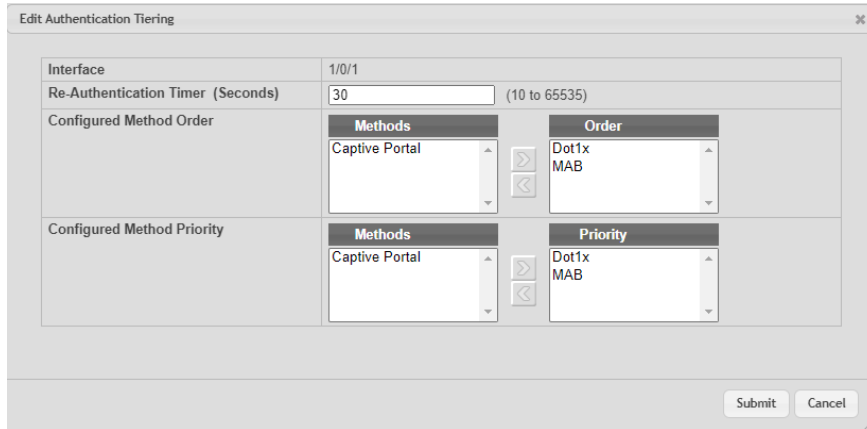 Edit Authentication Tiering
Interface 1/0/1
Re-Authentication Timer (Seconds) 30 (10 to 65535)
Configured Method Order
Methods Order
Captive Portal Dot1x
MAB
Configured Method Priority
Methods Priority
Captive Portal Dot1x
MAB
Submit Cancel